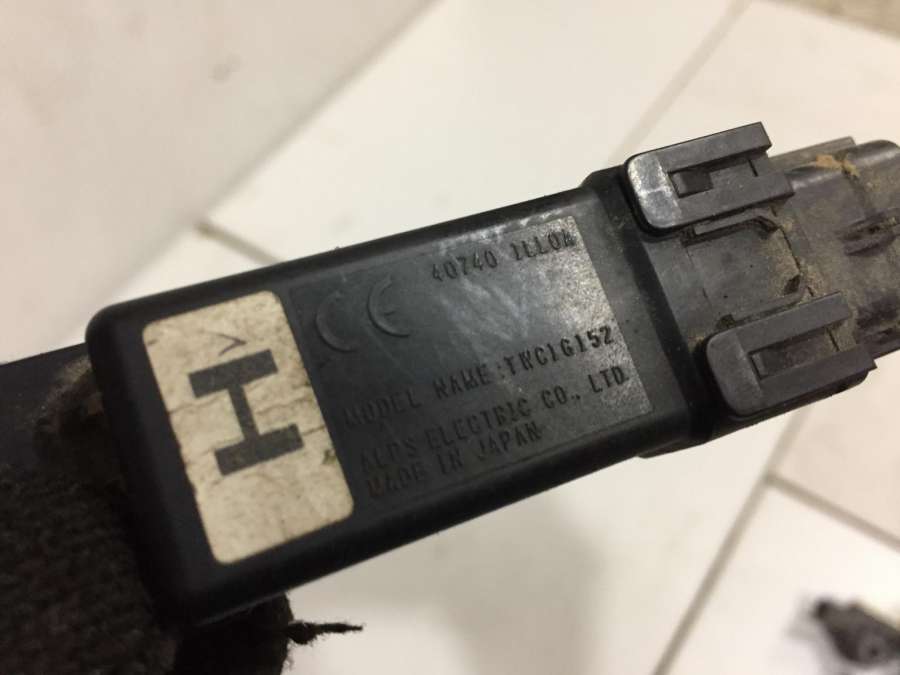 H
CE
40740 1LL0A
MODEL NAME:TWC1G152
ALPS ELECTRIC CO., LTD
MADE IN JAPAN